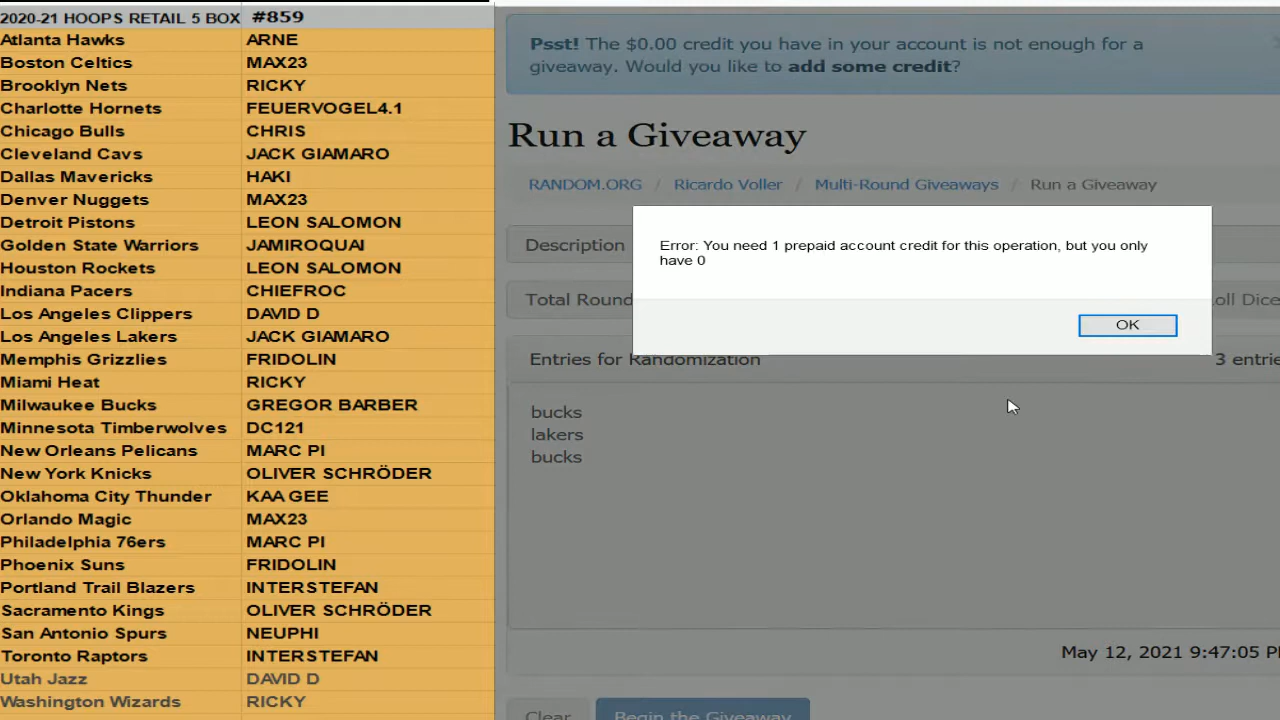 2020-21 HOOPS RETAIL 5 BOX #859
Atlanta Hawks ARNE
Boston Celtics MAX23
Brooklyn Nets RICKY
Charlotte Hornets FEUERVOGEL4.1
Chicago Bulls CHRIS
Cleveland Cavs JACK GIAMARO
Dallas Mavericks HAKI
Denver Nuggets MAX23
Detroit Pistons LEON SALOMON
Golden State Warriors JAMIROQUAI
Houston Rockets LEON SALOMON
Indiana Pacers CHIEFROC
Los Angeles Clippers DAVID D
Los Angeles Lakers JACK GIAMARO
Memphis Grizzlies FRIDOLIN
Miami Heat RICKY
Milwaukee Bucks GREGOR BARBER
Minnesota Timberwolves DC121
New Orleans Pelicans MARC PI
New York Knicks OLIVER SCHRÖDER
Oklahoma City Thunder KAA GEE
Orlando Magic MAX23
Philadelphia 76ers MARC PI
Phoenix Suns FRIDOLIN
Portland Trail Blazers INTERSTEFAN
Sacramento Kings OLIVER SCHRÖDER
San Antonio Spurs NEUPHI
Toronto Raptors INTERSTEFAN
Utah Jazz DAVID D
Washington Wizards RICKY
Psst! The $0.00 credit you have in your account is not enough for a
giveaway. Would you like to add some credit?
Run a Giveaway
RANDOM.ORG / Ricardo Voller / Multi-Round Giveaways / Run a Giveaway
Description
Error: You need 1 prepaid account credit for this operation, but you only
have 0
OK
Total Round
oll Dice
Entries for Randomization 3 entrie
bucks
lakers
bucks
May 12, 2021 9:47:05 P
Clear Begin the Giveaway